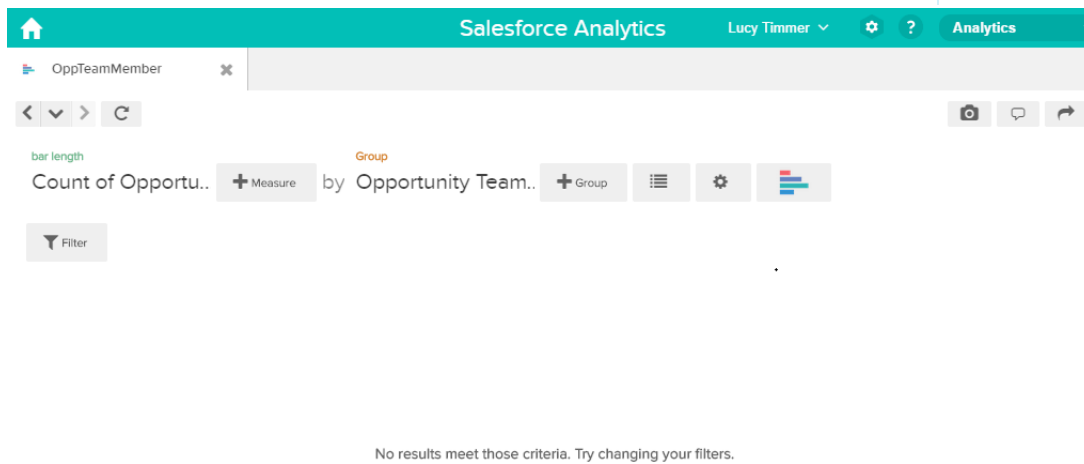 Salesforce Analytics Lucy Timmer ? Analytics
OppTeamMember
bar length Group
Count of Opportu.. Measure by Opportunity Team.. Group
Filter
No results meet those criteria. Try changing your filters.